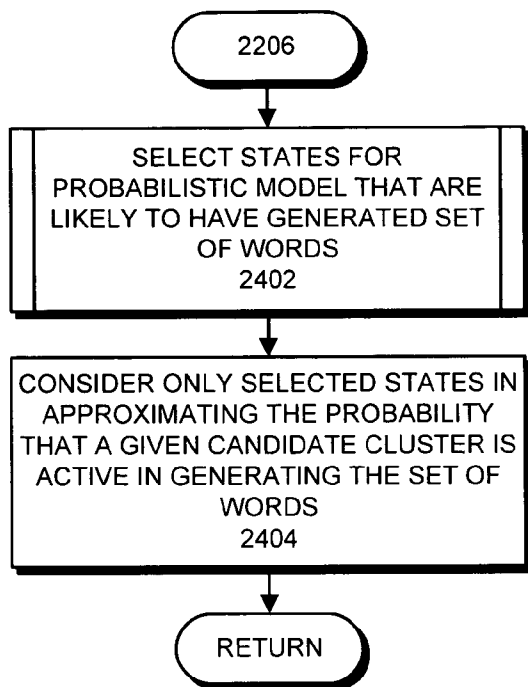 2206
SELECT STATES FOR
PROBABILISTIC MODEL THAT ARE
LIKELY TO HAVE GENERATED SET
OF WORDS
2402
CONSIDER ONLY SELECTED STATES IN
APPROXIMATING THE PROBABILITY
THAT A GIVEN CANDIDATE CLUSTER IS
ACTIVE IN GENERATING THE SET OF
WORDS
2404
RETURN